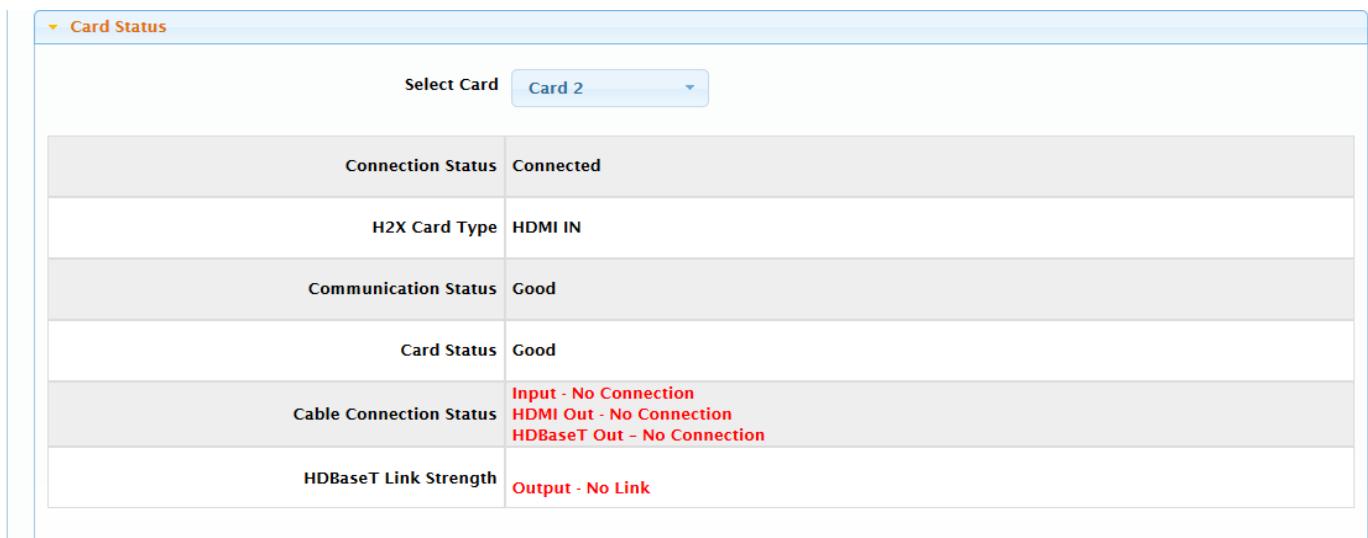 Card Status
Select Card Card 2
Connection Status Connected
H2X Card Type HDMI IN
Communication Status Good
Card Status Good
Cable Connection Status Input - No Connection
HDMI Out - No Connection
HDBaseT Out – No Connection
HDBaseT Link Strength Output - No Link